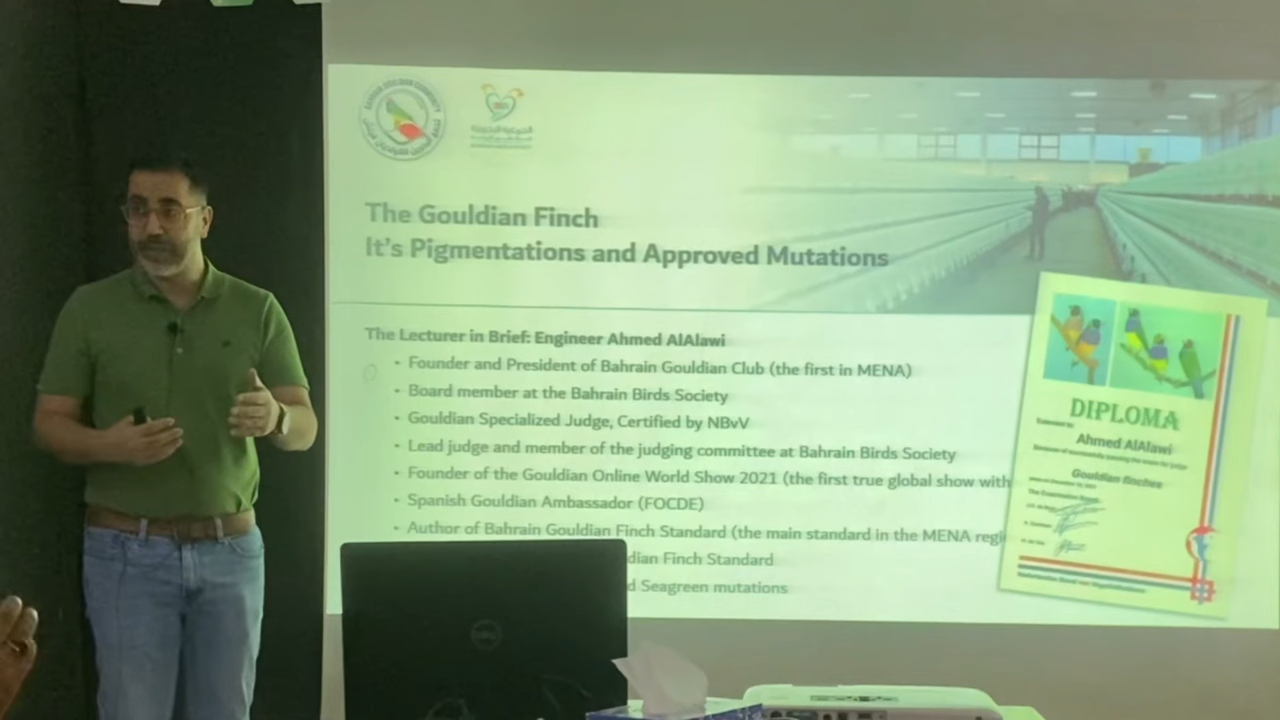 The Gouldian Finch
It's Pigmentations and Approved Mutations
The Lecturer in Brief: Engineer Ahmed AlAlawi
• Founder and President of Bahrain Gouldian Club (the first in MENA)
• Board member at the Bahrain Birds Society
• Gouldian Specialized Judge, Certified by NBvV
• Lead judge and member of the judging committee at Bahrain Birds Society
• Founder of the Gouldian Online World Show 2021 (the first true global show with
• Spanish Gouldian Ambassador (FOCDE)
• Author of Bahrain Gouldian Finch Standard (the main standard in the MENA regi
dian Finch Standard
d Seagreen mutations
DIPLOMA
Ahmed AlAlawi
Gouldian finches
DELL